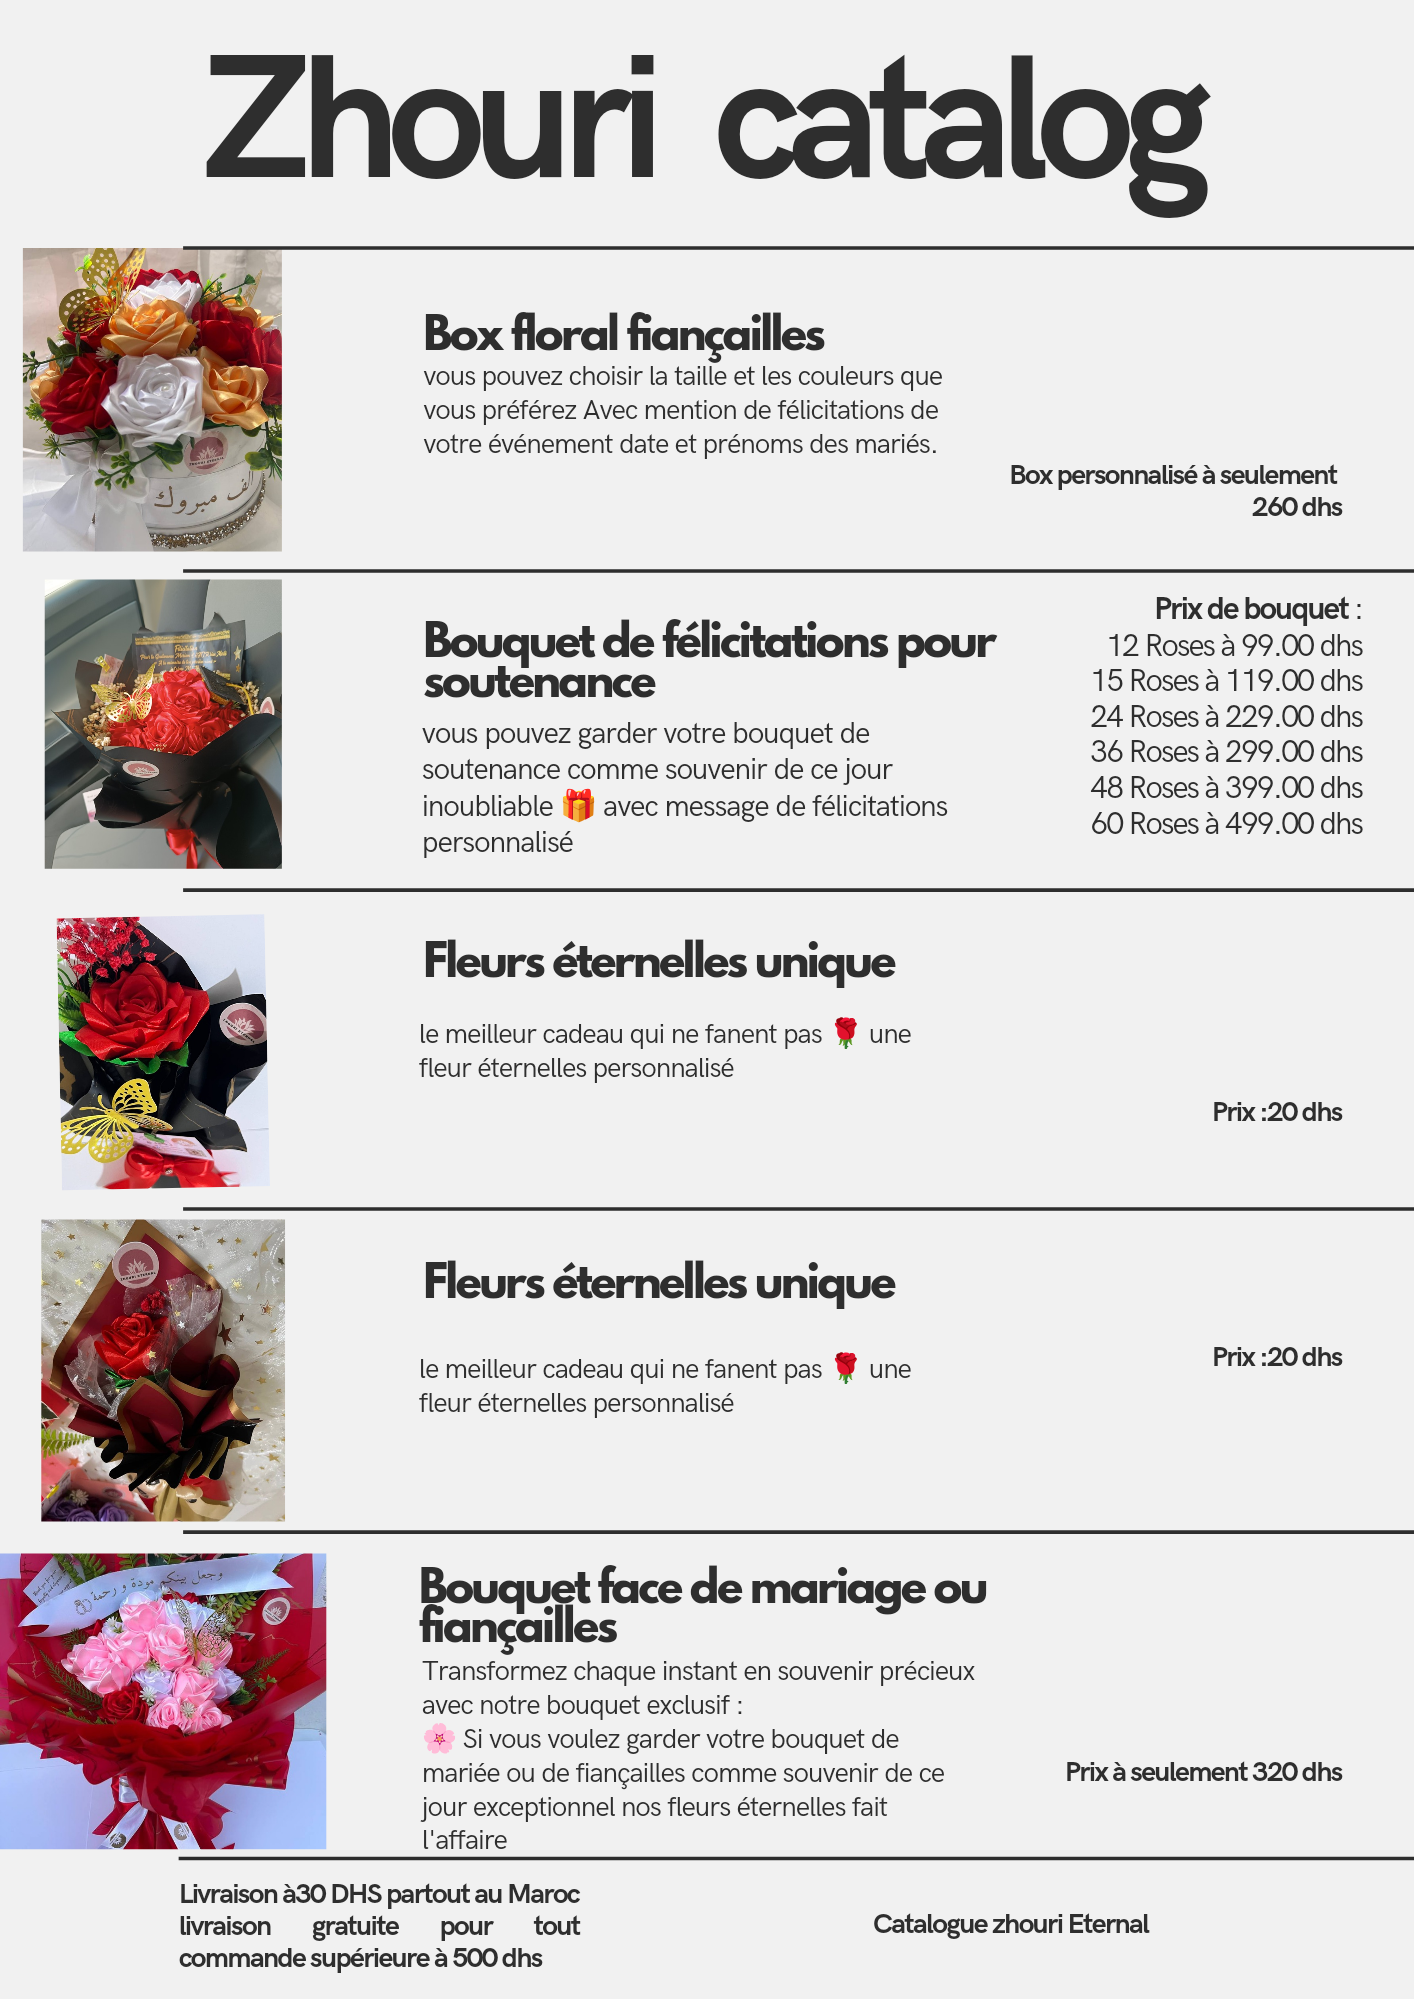 Zhouri catalog
الف مبروك
Box floral fiançailles
vous pouvez choisir la taille et les couleurs que
vous préférez Avec mention de félicitations de
votre événement date et prénoms des mariés.
Box personnalisé à seulement
260 dhs
Bouquet de félicitations pour
soutenance
vous pouvez garder votre bouquet de
soutenance comme souvenir de ce jour
inoubliable 🎁 avec message de félicitations
personnalisé
Prix de bouquet :
12 Roses à 99.00 dhs
15 Roses à 119.00 dhs
24 Roses à 229.00 dhs
36 Roses à 299.00 dhs
48 Roses à 399.00 dhs
60 Roses à 499.00 dhs
Fleurs éternelles unique
le meilleur cadeau qui ne fanent pas 🌹 une
fleur éternelles personnalisé
Prix :20 dhs
Fleurs éternelles unique
le meilleur cadeau qui ne fanent pas 🌹 une
fleur éternelles personnalisé
Prix :20 dhs
وجعل بينكم مودة و رحمة
Bouquet face de mariage ou
fiançailles
Transformez chaque instant en souvenir précieux
avec notre bouquet exclusif :
🌸 Si vous voulez garder votre bouquet de
mariée ou de fiançailles comme souvenir de ce
jour exceptionnel nos fleurs éternelles fait
l'affaire
Prix à seulement 320 dhs
Livraison à30 DHS partout au Maroc
livraison gratuite pour tout
commande supérieure à 500 dhs
Catalogue zhouri Eternal